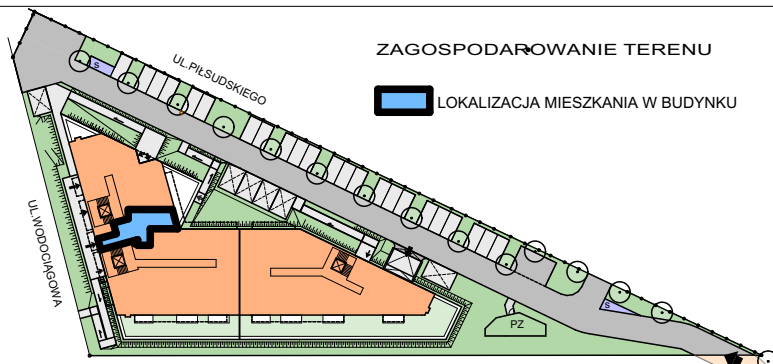 ZAGOSPODAROWANIE TERENU
LOKALIZACJA MIESZKANIA W BUDYNKU
UL.PIŁSUDSKIEGO
UL.WODOCIĄGOWA
S
S
PZ